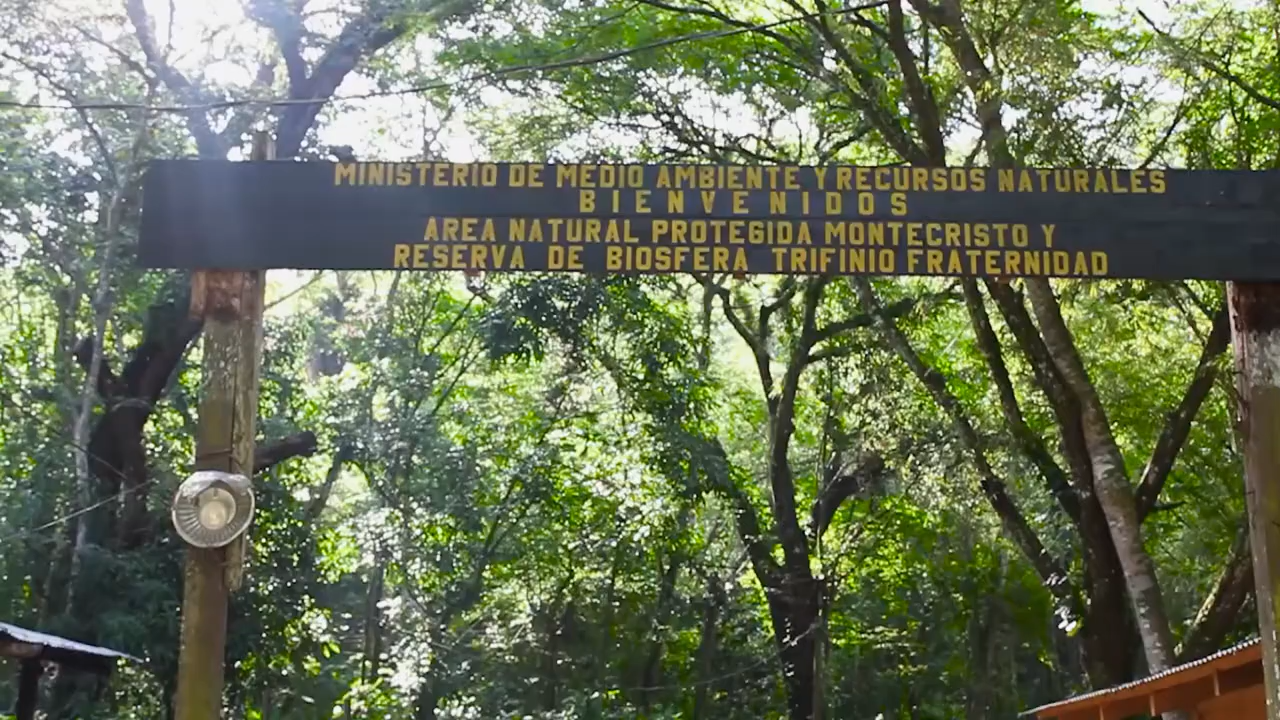 MINISTERIO DE MEDIO AMBIENTE Y RECURSOS NATURALES
BIENVENIDOS
AREA NATURAL PROTEGIDA MONTECRISTO Y
RESERVA DE BIOSFERA TRIFINIO FRATERNIDAD